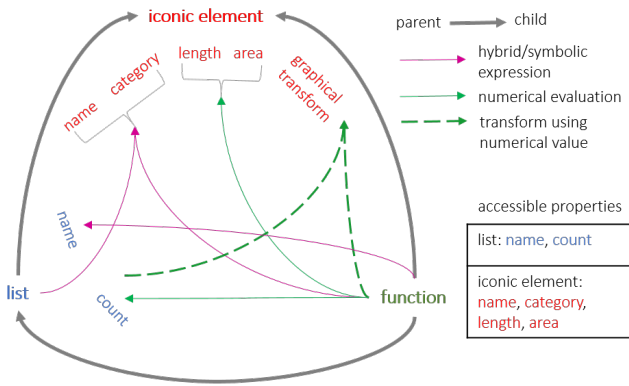 iconic element
parent
child
length area
name category
graphical
transform
hybrid/symbolic
expression
numerical evaluation
transform using
numerical value
name
accessible properties
list: name, count
iconic element:
name, category,
length, area
list
count
function